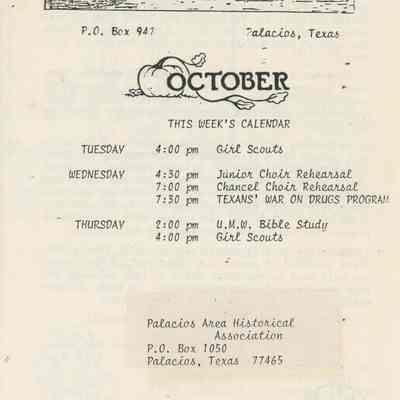 P.O. Box 947 Palacios, Texas
OCTOBER
THIS WEEK'S CALENDAR
TUESDAY 4:00 pm Girl Scouts
WEDNESDAY 4:30 pm Junior Choir Rehearsal
7:00 pm Chancel Choir Rehearsal
7:30 pm TEXANS' WAR ON DRUGS PROGRAM
THURSDAY 2:00 pm U.M.W. Bible Study
4:00 pm Girl Scouts
Palacios Area Historical
Association
P.O. Box 1050
Palacios, Texas 77465